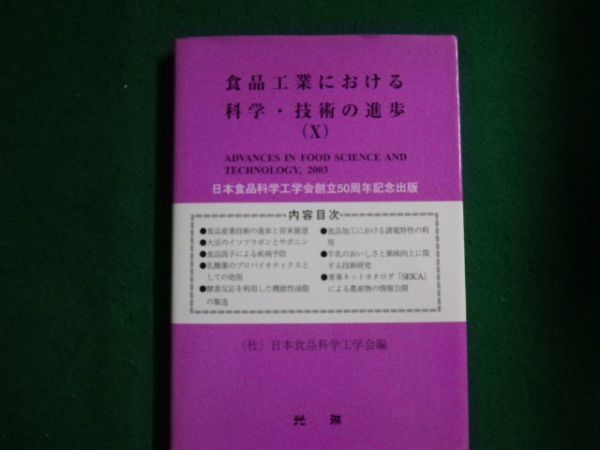 食品工業における
科学・技術の進歩
(X)
ADVANCES IN FOOD SCIENCE AND
TECHNOLOGY, 2003
日本食品科学工学会創立50周年記念出版
内容目次
●食品産業技術の進歩と将来展望
●大豆のイソフラボンとサポニン
●食品因子による疾病予防
●乳酸菌のプロバイオティクスと
しての効用
●酵素反応を利用した機能性油脂
の製造
●食品加工における誘電特性の利
用
●牛乳のおいしさと風味向上に関
する技術研究
●青果ネットカタログ「SEICA」
による農産物の情報公開
(社)日本食品科学工学会編
光琳